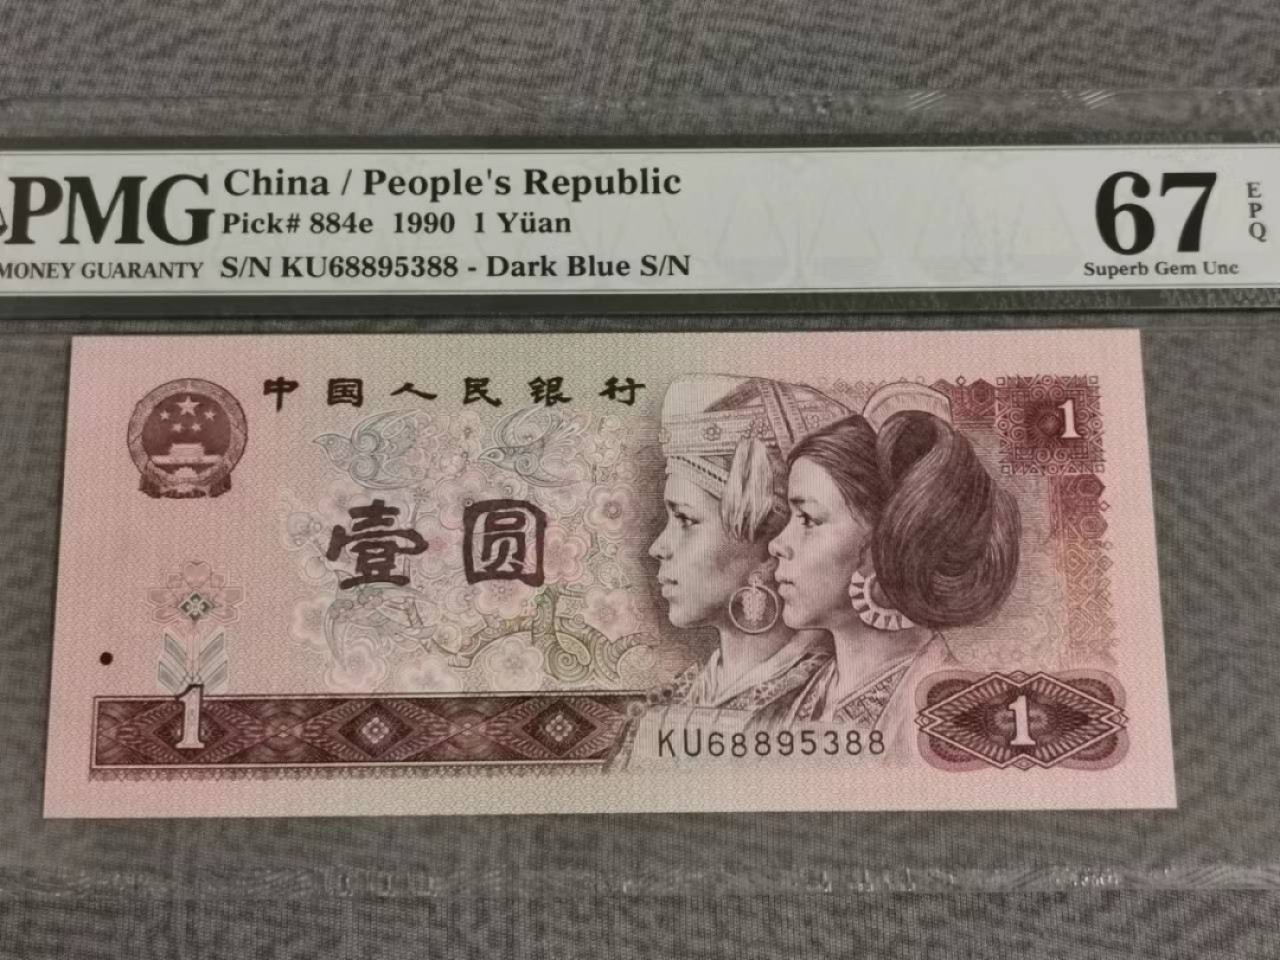 PMG
MONEY GUARANTY
China / People's Republic
Pick# 884e 1990 1 Yüan
S/N KU68895388 - Dark Blue S/N
67
EPQ
Superb Gem Unc
中国人民银行
1
壹圆
1
KU68895388
1